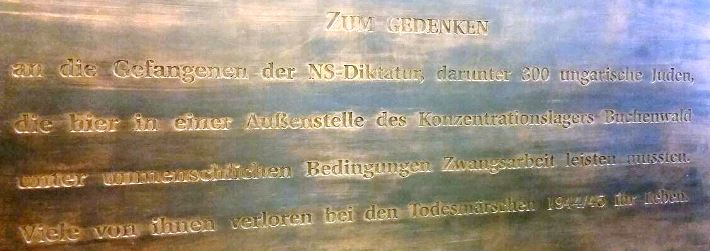 ZUM GEDENKEN
an die Gefangenen der NS-Diktatur, darunter 300 ungarische Juden,
die hier in einer Außenstelle des Konzentrationslagers Buchenwald
unter unmenschlichen Bedingungen Zwangsarbeit leisten mussten.
Viele von ihnen verloren bei den Todesmärschen 1944/45 ihr Leben.